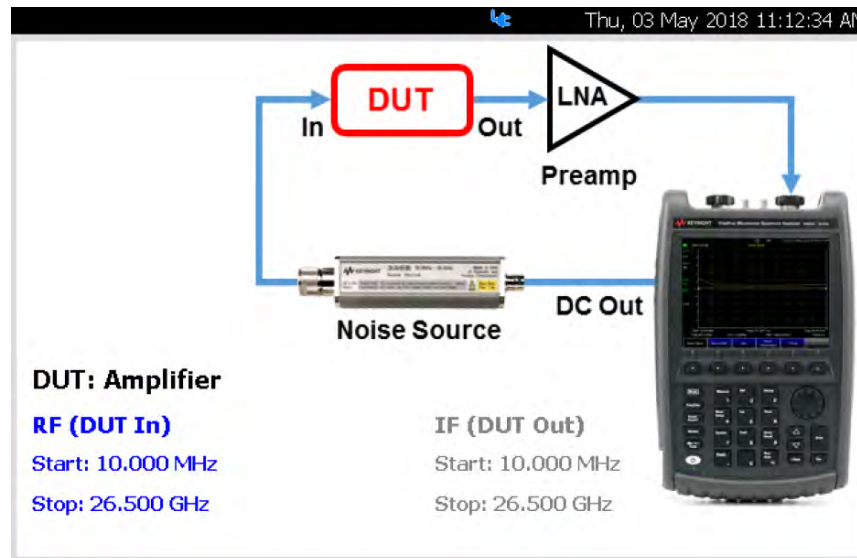 Thu, 03 May 2018 11:12:34 AM
DUT
LNA
In
Out
Preamp
KEYSIGHT
KEYSIGHT
Noise Source
DC Out
DUT: Amplifier
RF (DUT In)
IF (DUT Out)
Start: 10.000 MHz
Start: 10.000 MHz
Stop: 26.500 GHz
Stop: 26.500 GHz